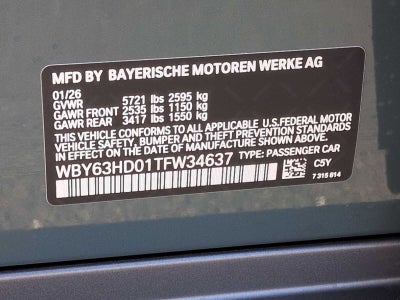 MFD BY BAYERISCHE MOTOREN WERKE AG
01/26
GVWR 5721 lbs 2595 kg
GAWR FRONT 2535 lbs 1150 kg
GAWR REAR 3417 lbs 1550 kg
THIS VEHICLE CONFORMS TO ALL APPLICABLE U.S.FEDERAL MOTOR
VEHICLE SAFETY, BUMPER AND THEFT PREVENTION STANDARDS
IN EFFECT ON THE DATE OF MANUFACTURE SHOWN ABOVE.
WBY63HD01TFW34637 TYPE: PASSENGER CAR
C5Y
7 315 814